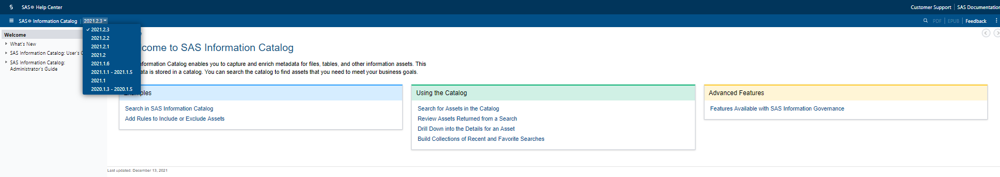 SAS® Help Center
Customer Support
SAS Documentation
SAS® Information Catalog
2021.2.3
PDF
EPUB
Feedback
2021.2.3
2021.2.2
2021.2.1
2021.2
2021.1.6
2021.1.1 - 2021.1.5
2021.1
2020.1.3 - 2020.1.5
Welcome
What's New
SAS Information Catalog: User's
SAS Information Catalog:
Administrator's Guide
come to SAS Information Catalog
nformation Catalog enables you to capture and enrich metadata for files, tables, and other information assets. This
ata is stored in a catalog. You can search the catalog to find assets that you need to meet your business goals.
Examples
Search in SAS Information Catalog
Add Rules to Include or Exclude Assets
Using the Catalog
Search for Assets in the Catalog
Review Assets Returned from a Search
Drill Down into the Details for an Asset
Build Collections of Recent and Favorite Searches
Advanced Features
Features Available with SAS Information Governance
Last updated: December 13, 2021